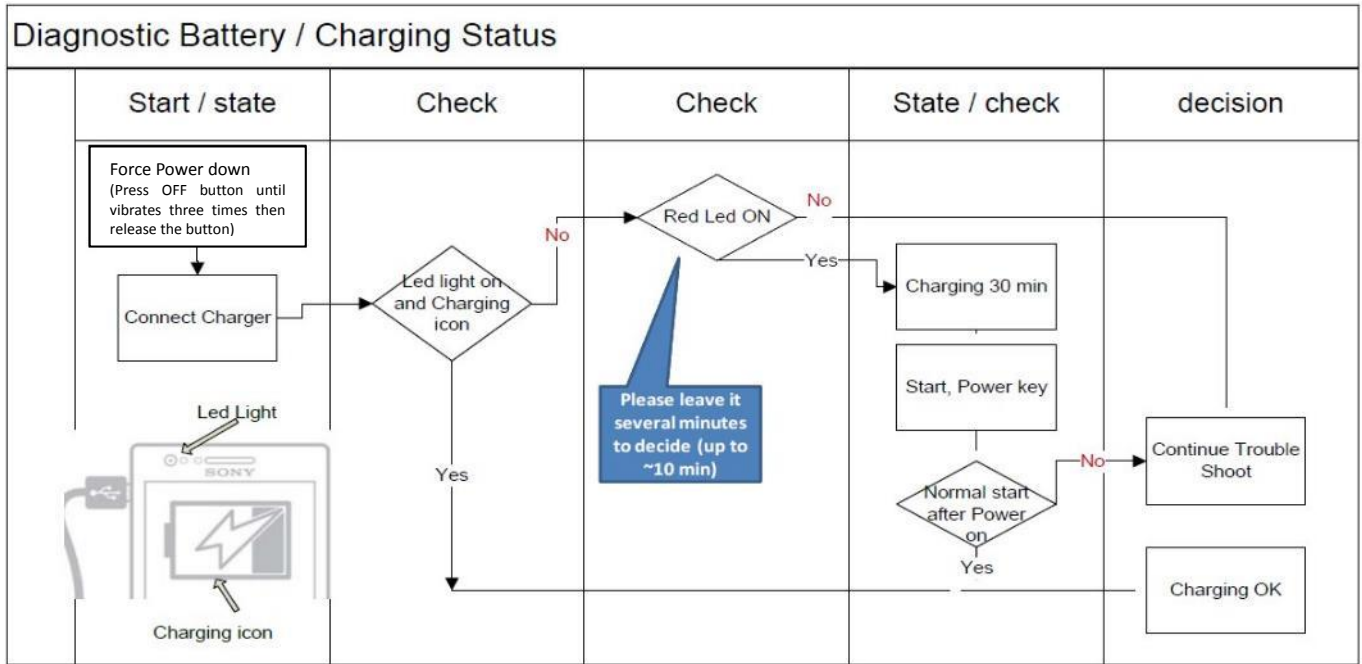 Diagnostic Battery / Charging Status
Start / state
Check
Check
State / check
decision
Force Power down
(Press OFF button until
vibrates three times then
release the button)
Connect Charger
Led light on
and Charging
icon
No
Yes
Red Led ON
No
Yes
Please leave it
several minutes
to decide (up to
~10 min)
Charging 30 min
Start, Power key
Normal start
after Power
on
No
Yes
Continue Trouble
Shoot
Charging OK
Led Light
SONY
Charging icon